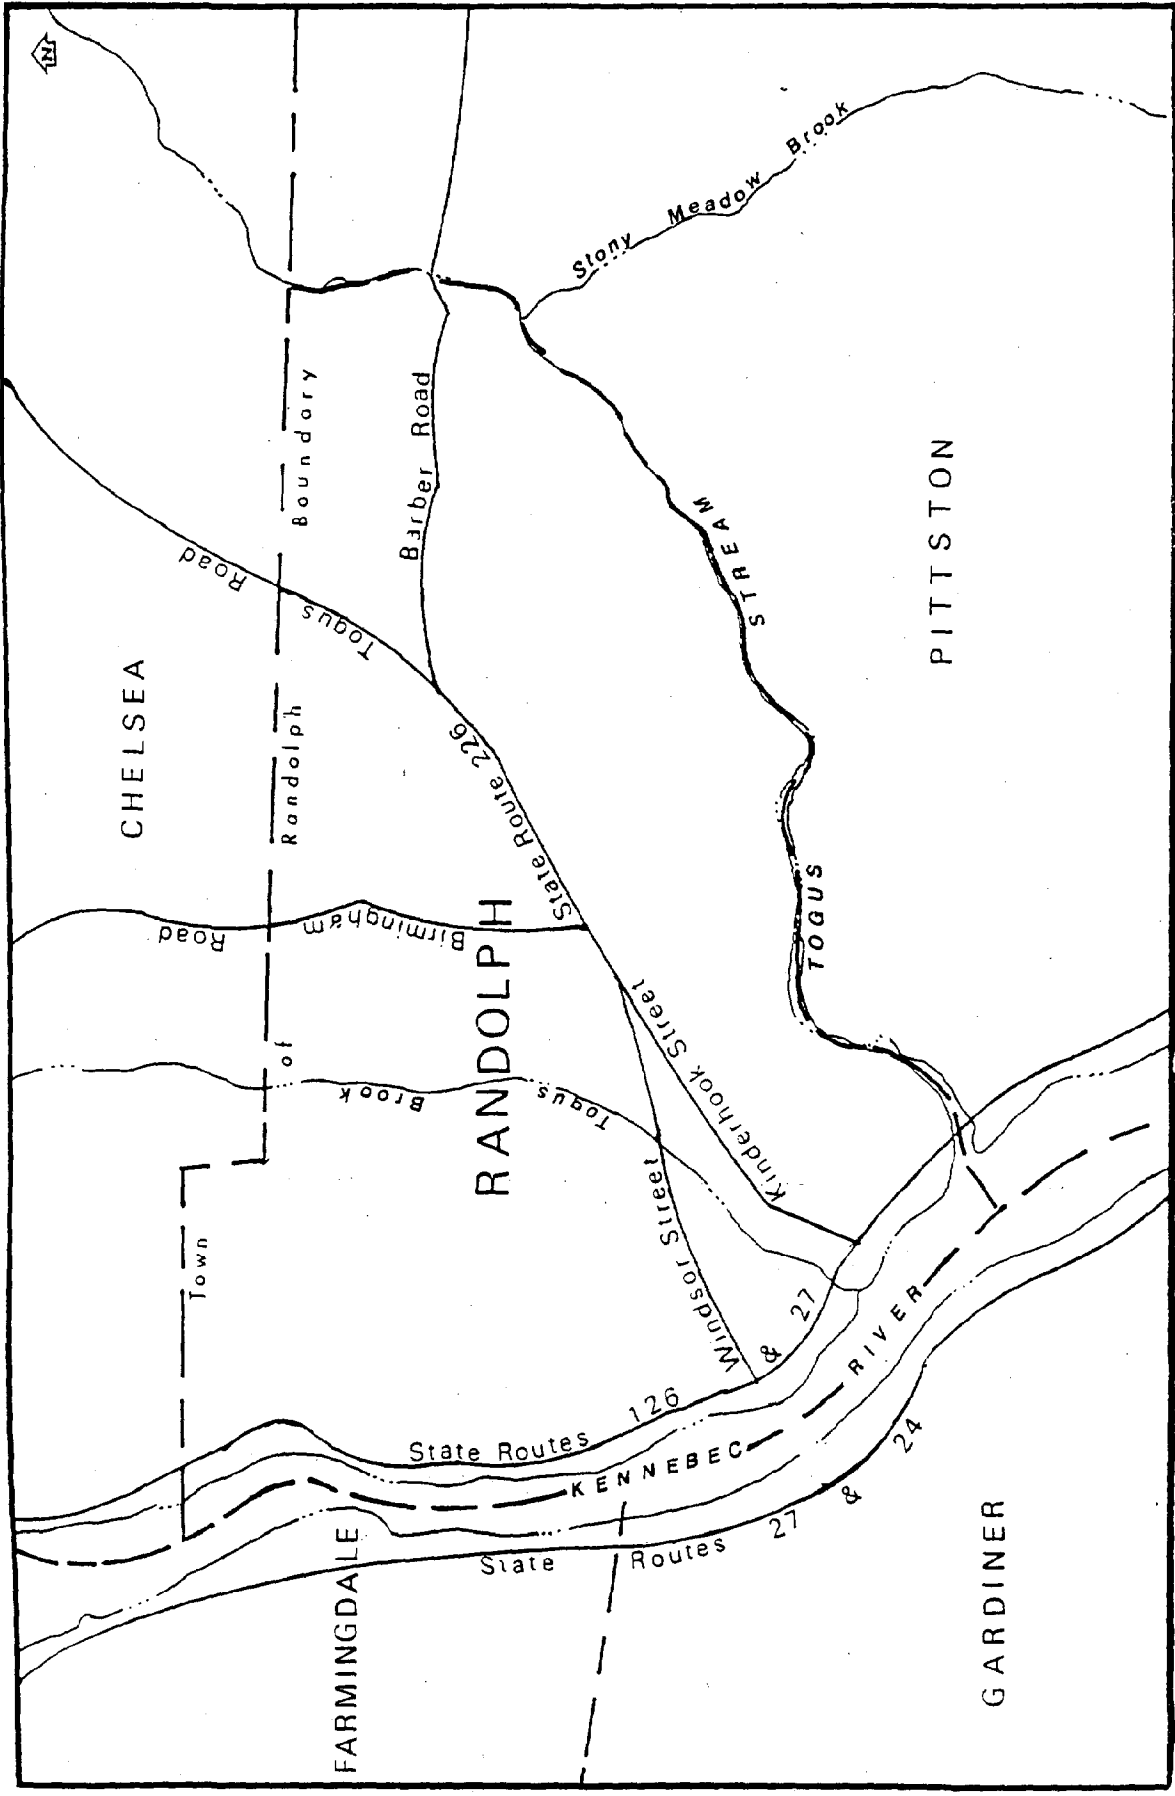 N
CHELSEA
Togus Road
Town of Randolph Boundary
Barber Road
Stony Meadow Brook
Birmingham Road
State Route 226
RANDOLPH
Togus Brook
Windsor Street
Kinderhook Street
TOGUS STREAM
PITTSTON
State Routes 126 & 27
KENNEBEC RIVER
State Routes 27 & 24
FARMINGDALE
GARDINER